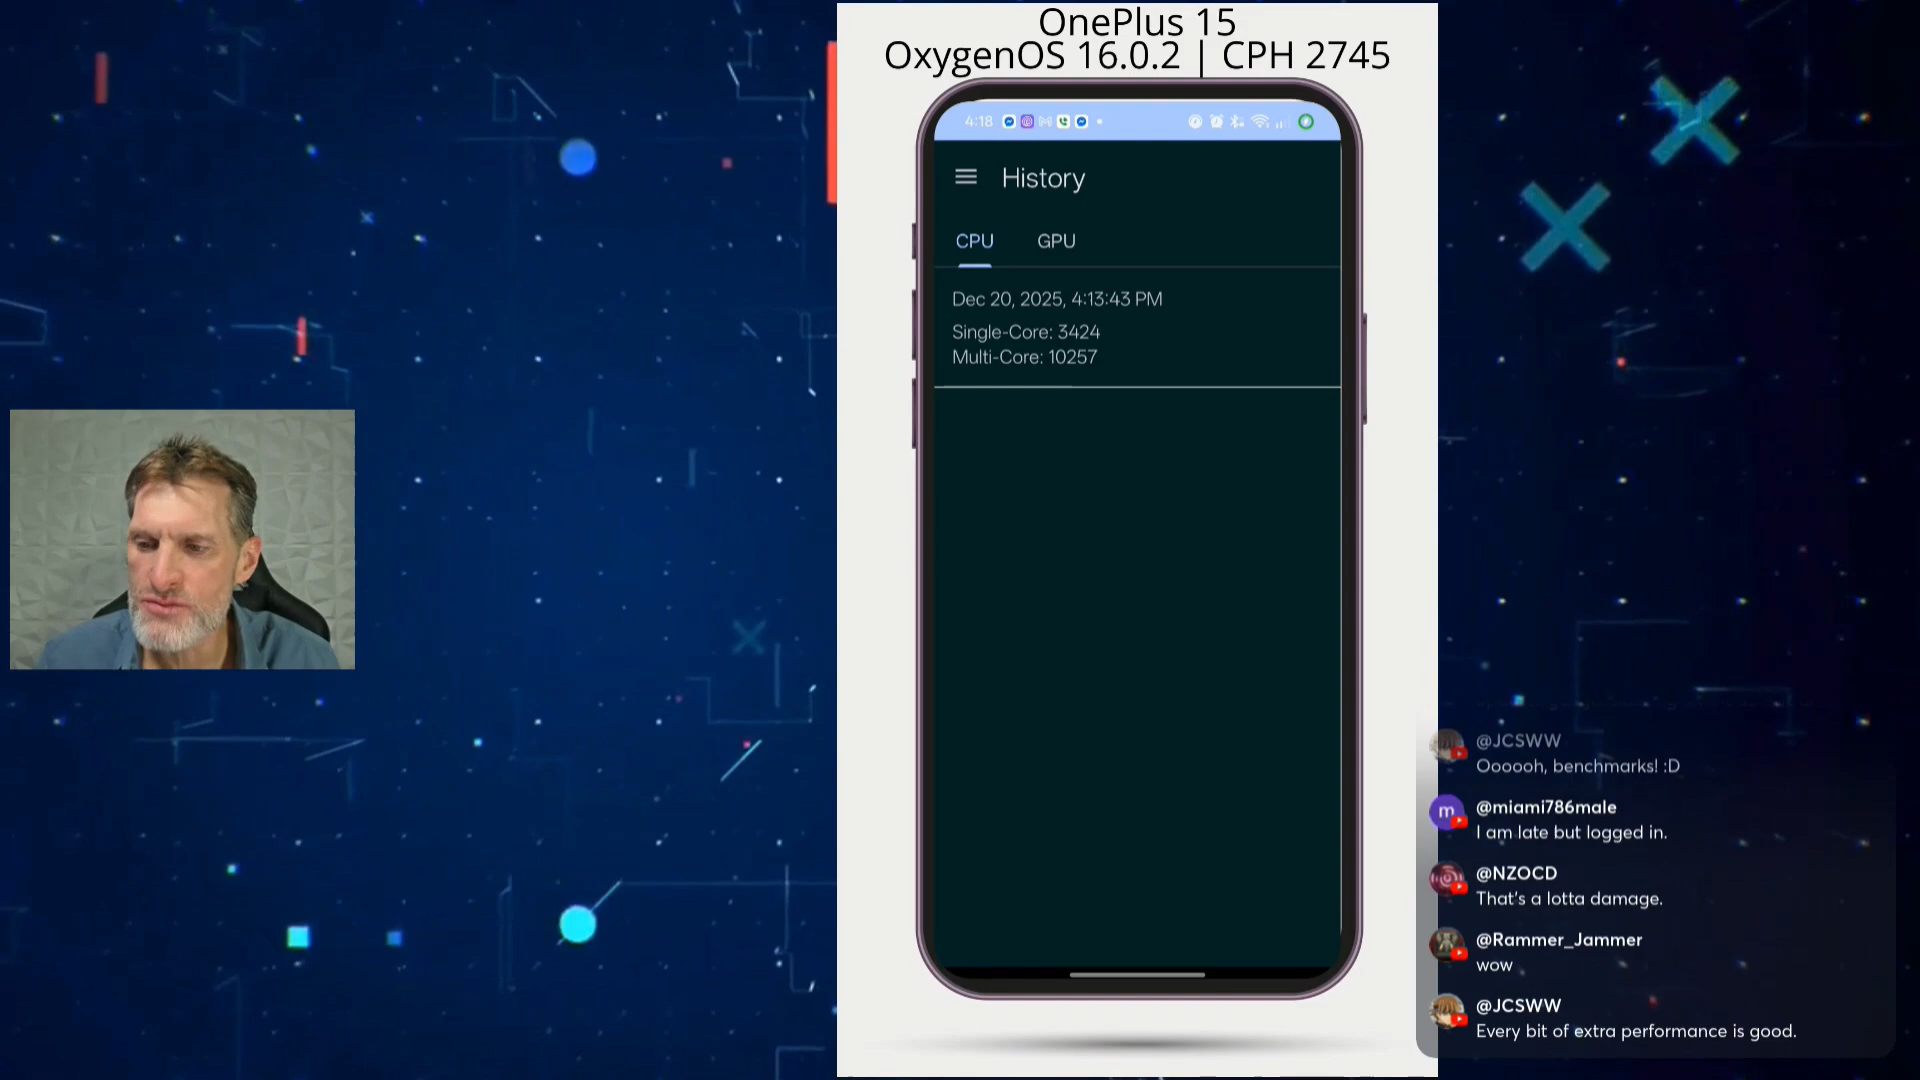 OnePlus 15
OxygenOS 16.0.2 | CPH 2745
4:18
History
CPU GPU
Dec 20, 2025, 4:13:43 PM
Single-Core: 3424
Multi-Core: 10257
@JCSWW
Oooooh, benchmarks! :D
m
@miami786male
I am late but logged in.
@NZOCD
That's a lotta damage.
@Rammer_Jammer
wow
@JCSWW
Every bit of extra performance is good.